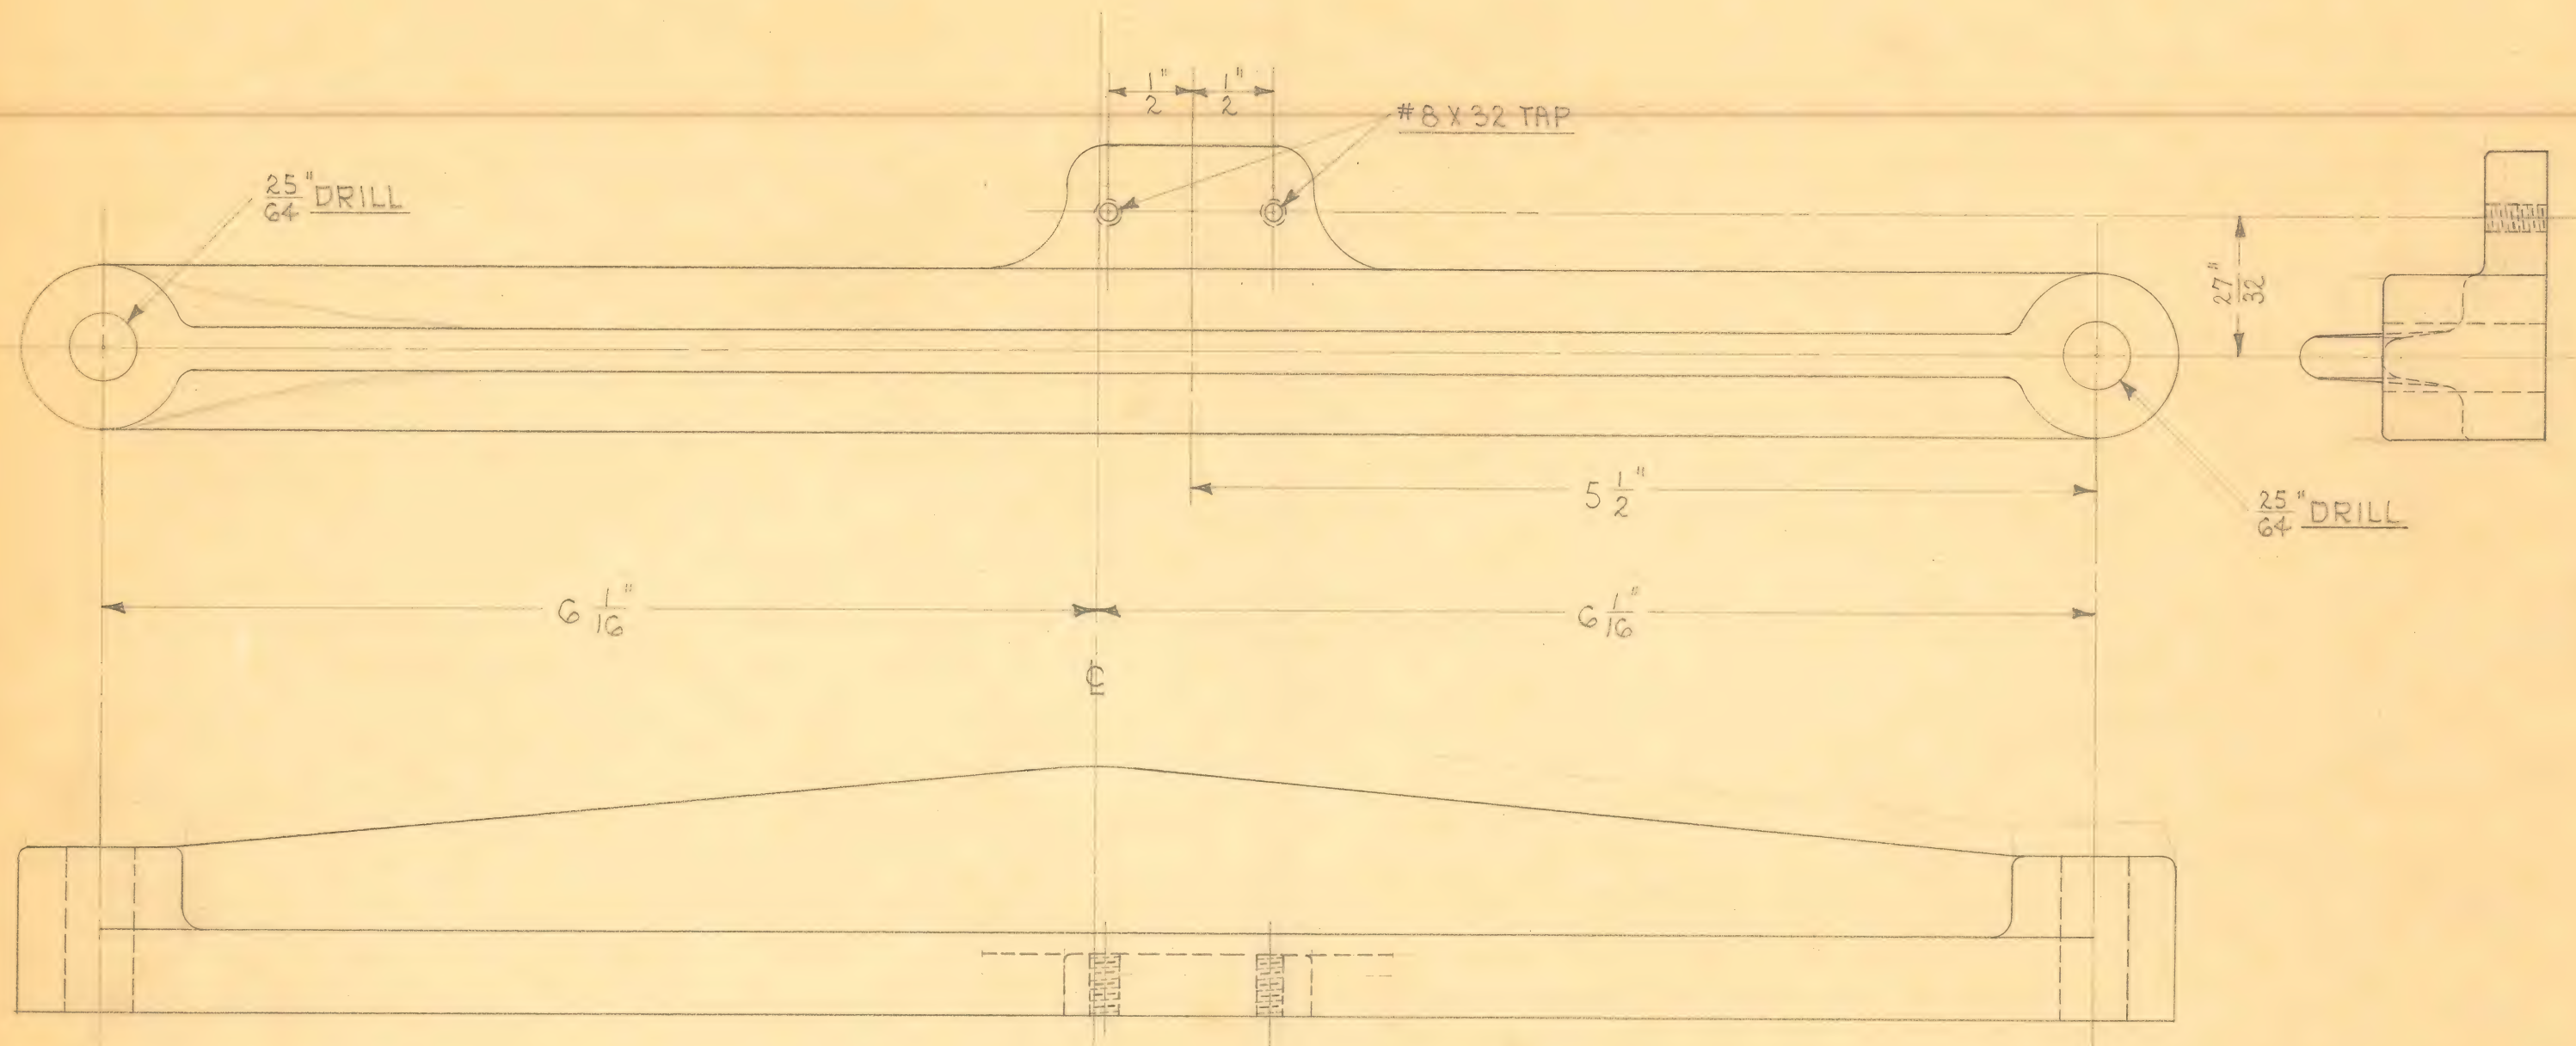 1/2" 1/2"
#8 X 32 TAP
25/64" DRILL
27/32"
5 1/2"
25/64" DRILL
6 1/16" 6 1/16"
℄